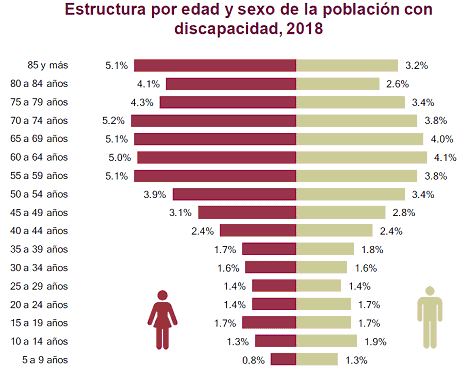 Estructura por edad y sexo de la población con
discapacidad, 2018
85 y más 5.1% 3.2%
80 a 84 años 4.1% 2.6%
75 a 79 años 4.3% 3.4%
70 a 74 años 5.2% 3.8%
65 a 69 años 5.1% 4.0%
60 a 64 años 5.0% 4.1%
55 a 59 años 5.1% 3.8%
50 a 54 años 3.9% 3.4%
45 a 49 años 3.1% 2.8%
40 a 44 años 2.4% 2.4%
35 a 39 años 1.7% 1.8%
30 a 34 años 1.6% 1.6%
25 a 29 años 1.4% 1.4%
20 a 24 años 1.4% 1.7%
15 a 19 años 1.7% 1.7%
10 a 14 años 1.3% 1.9%
5 a 9 años 0.8% 1.3%